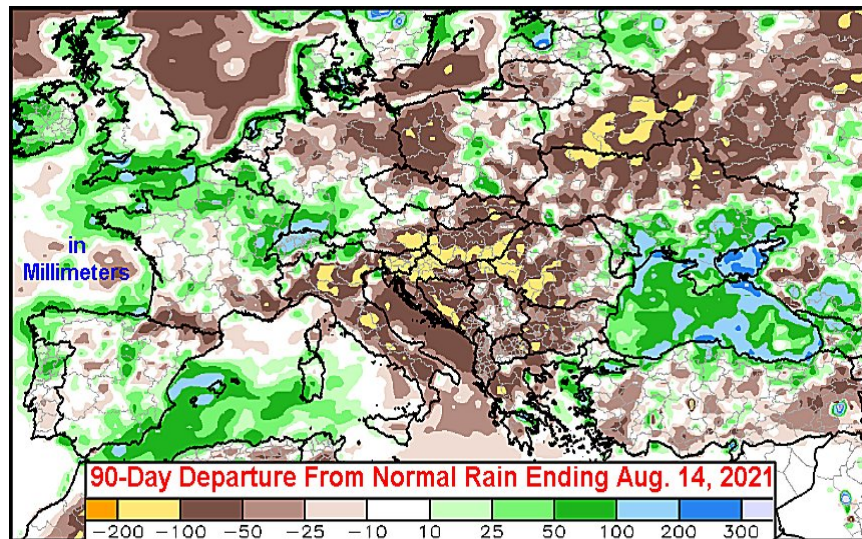 in
Millimeters
90-Day Departure From Normal Rain Ending Aug. 14, 2021
−200 −100 −50 −25 −10 10 25 50 100 200 300